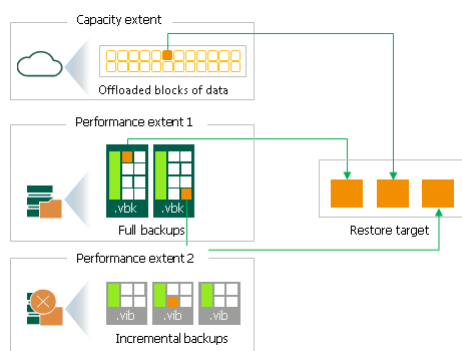 Capacity extent
Offloaded blocks of data
Performance extent 1
.vbk
.vbk
Full backups
Restore target
Performance extent 2
.vib
.vib
.vib
Incremental backups